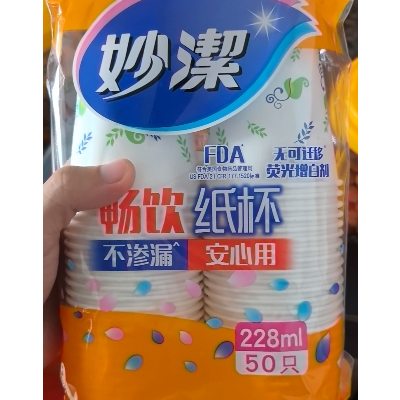 妙潔
FDA
无可迁移
荧光增白剂
畅饮纸杯
不渗漏^
安心用
228ml
50只